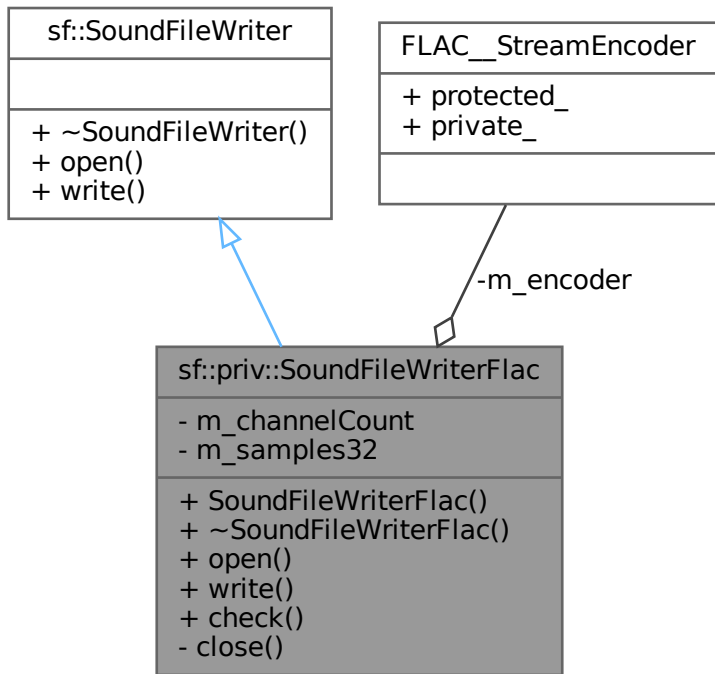 sf::SoundFileWriter
+ ~SoundFileWriter()
+ open()
+ write()
FLAC__StreamEncoder
+ protected_
+ private_
-m_encoder
sf::priv::SoundFileWriterFlac
- m_channelCount
- m_samples32
+ SoundFileWriterFlac()
+ ~SoundFileWriterFlac()
+ open()
+ write()
+ check()
- close()